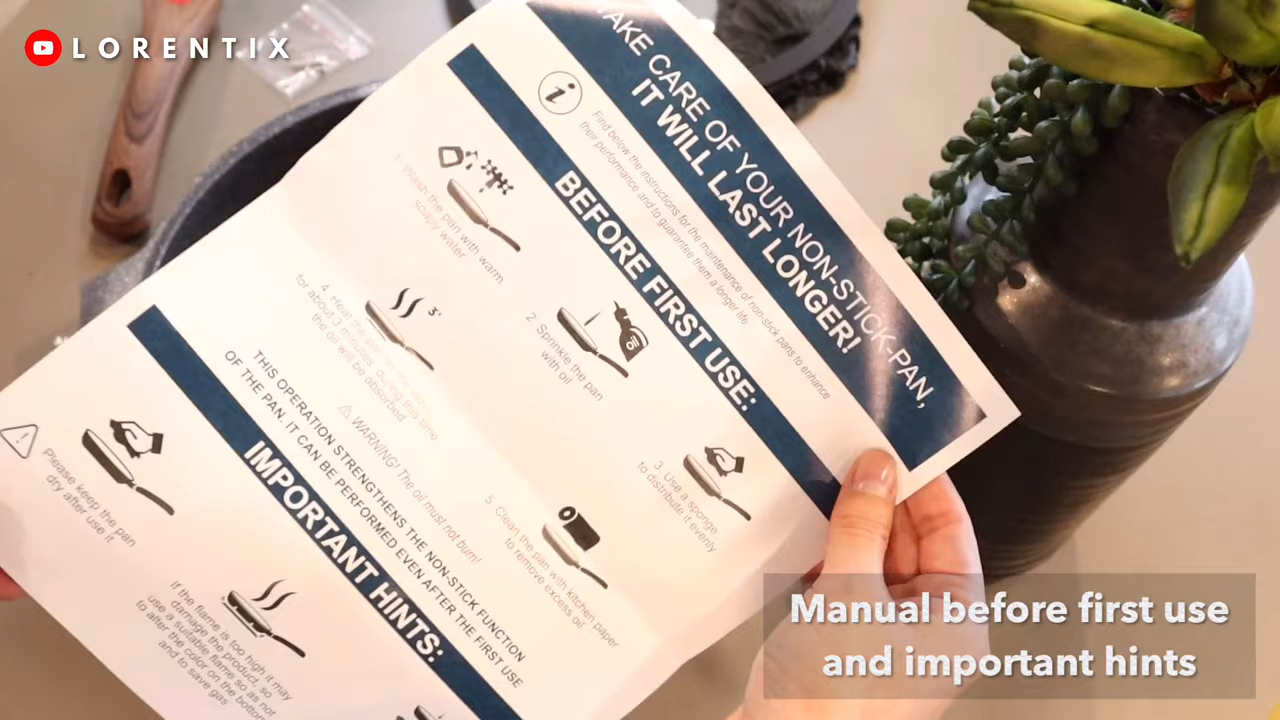 LORENTIX
TAKE CARE OF YOUR NON-STICK-PAN,
IT WILL LAST LONGER!
i
Find below the instructions for the maintenance of non-stick pans to enhance
their performance and to guarantee them a longer life
BEFORE FIRST USE:
1. Wash the pan with warm
soapy water
2. Sprinkle the pan
with oil
OIL
3. Use a sponge
to distribute it evenly
3'
4. Heat the pan
for about 3 minutes, during this time
the oil will be absorbed
⚠ WARNING! The oil must not burn!
5. Clean the pan with kitchen paper
to remove excess oil
THIS OPERATION STRENGTHENS THE NON-STICK FUNCTION
OF THE PAN. IT CAN BE PERFORMED EVEN AFTER THE FIRST USE
IMPORTANT HINTS:
Please keep the pan
dry after use it
If the flame is too high it may
damage the product, so
use a suitable flame so as not
to alter the color on the bottom
and to save gas
Manual before first use
and important hints